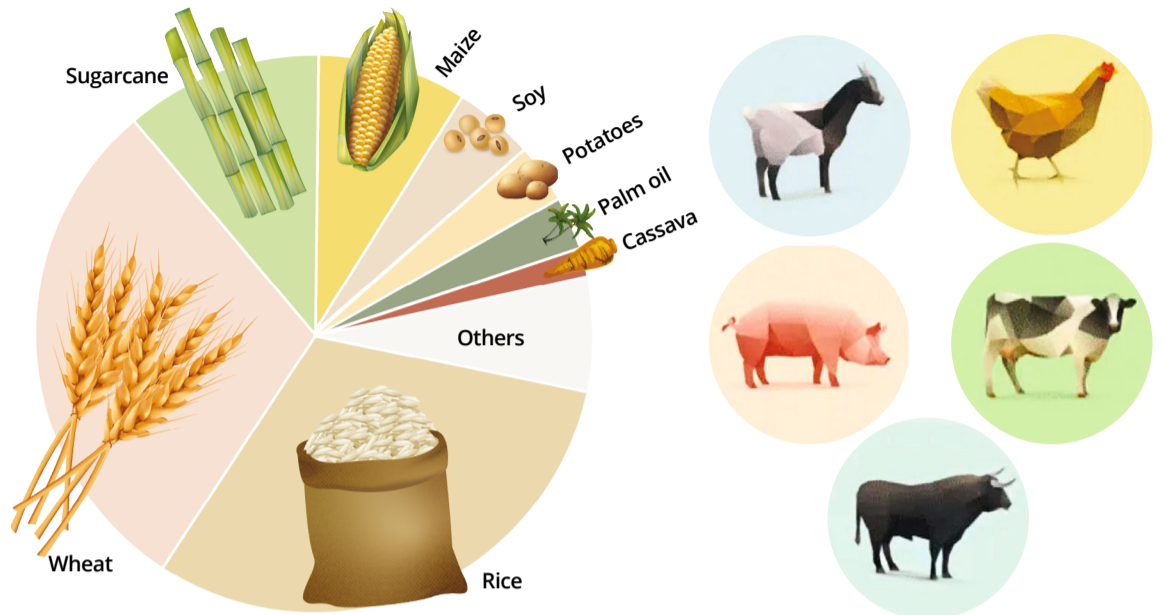 Sugarcane
Maize
Soy
Potatoes
Palm oil
Cassava
Others
Wheat
Rice